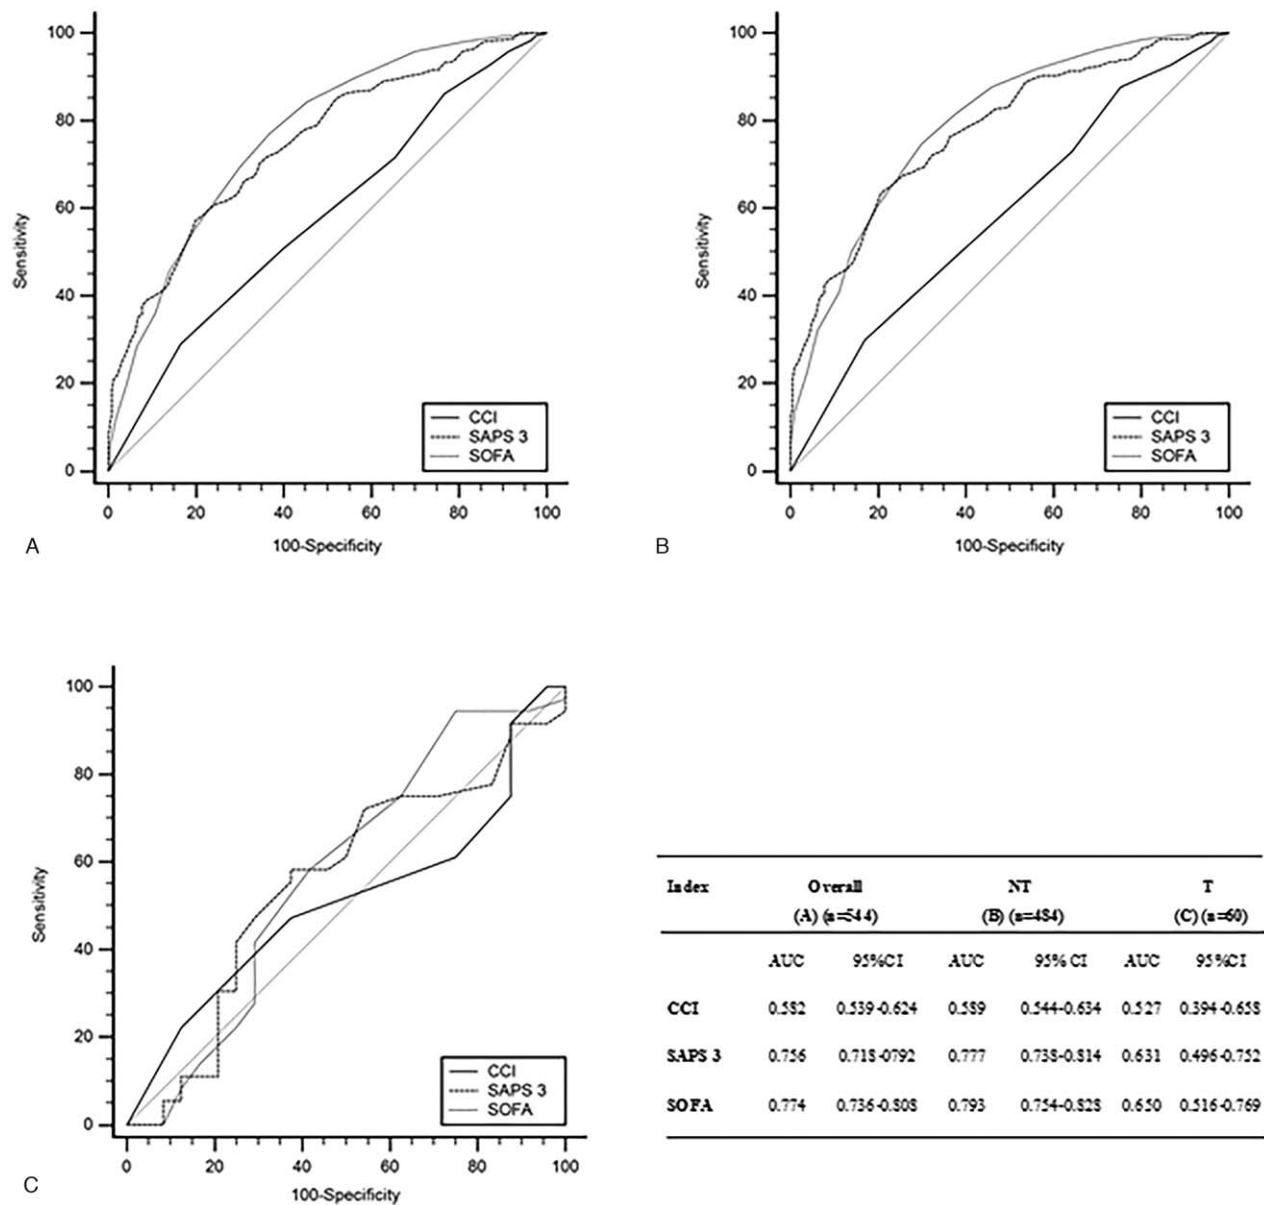 100
80
60
40
20
0
Sensitivity
CCI
SAPS 3
SOFA
0 20 40 60 80 100
100-Specificity
A
100
80
60
40
20
0
Sensitivity
CCI
SAPS 3
SOFA
0 20 40 60 80 100
100-Specificity
B
100
80
60
40
20
0
Sensitivity
CCI
SAPS 3
SOFA
0 20 40 60 80 100
100-Specificity
C
Index Overall NT T
(A) (n=544) (B) (n=484) (C) (n=60)
AUC 95%CI AUC 95% CI AUC 95%CI
CCI 0.582 0.539-0.624 0.589 0.544-0.634 0.527 0.394-0.658
SAPS 3 0.756 0.718-0792 0.777 0.738-0.814 0.631 0.496-0.752
SOFA 0.774 0.736-0.808 0.793 0.754-0.828 0.650 0.516-0.769